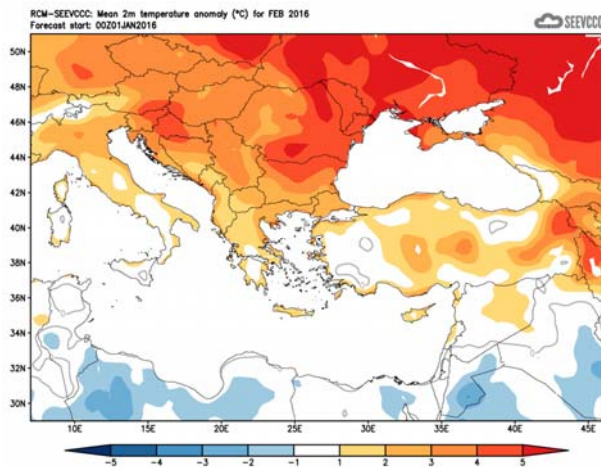 RCM-SEEVCCC: Mean 2m temperature anomaly (°C) for FEB 2016
Forecast start: 00Z01JAN2016
SEEVCCC
50N
48N
46N
44N
42N
40N
38N
36N
34N
32N
30N
10E 15E 20E 25E 30E 35E 40E 45E
-5 -4 -3 -2 -1 1 2 3 4 5